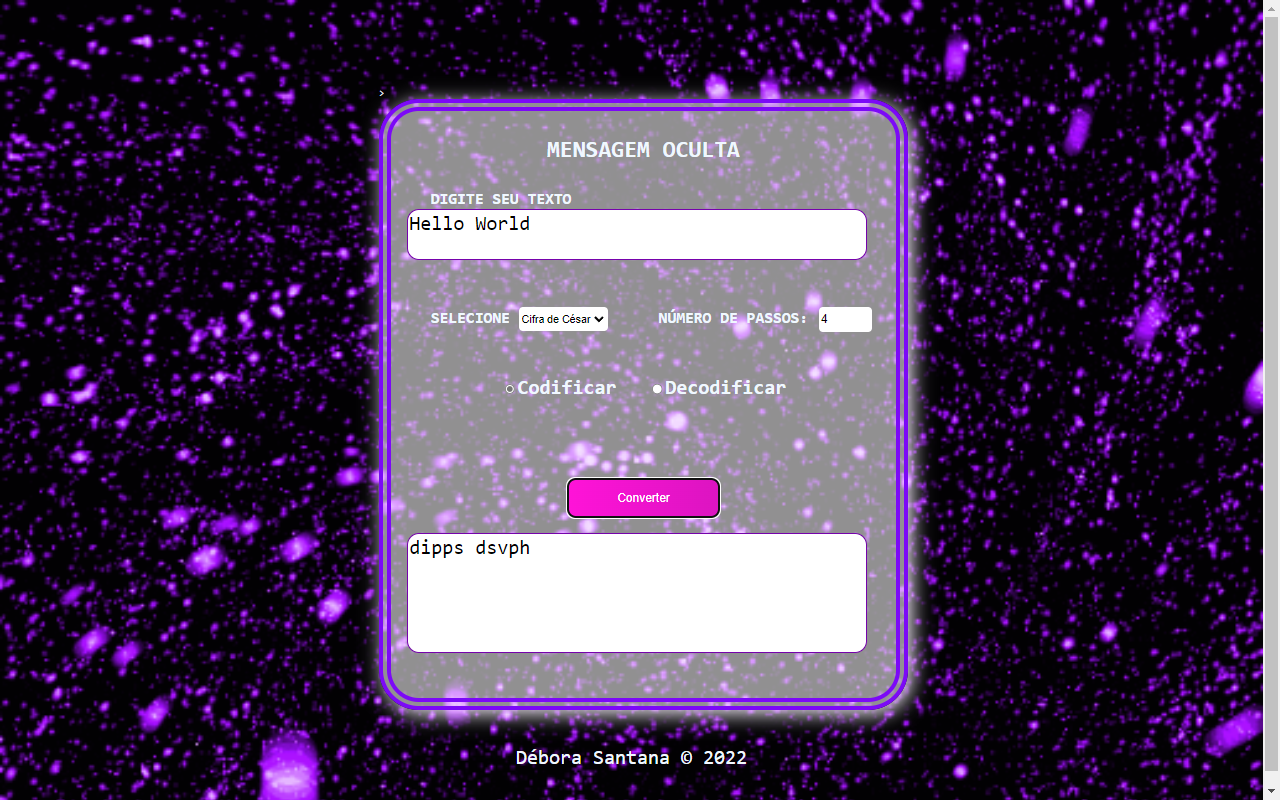 >
MENSAGEM OCULTA
DIGITE SEU TEXTO
Hello World
SELECIONE Cifra de César NÚMERO DE PASSOS: 4
Codificar Decodificar
Converter
dipps dsvph
Débora Santana © 2022